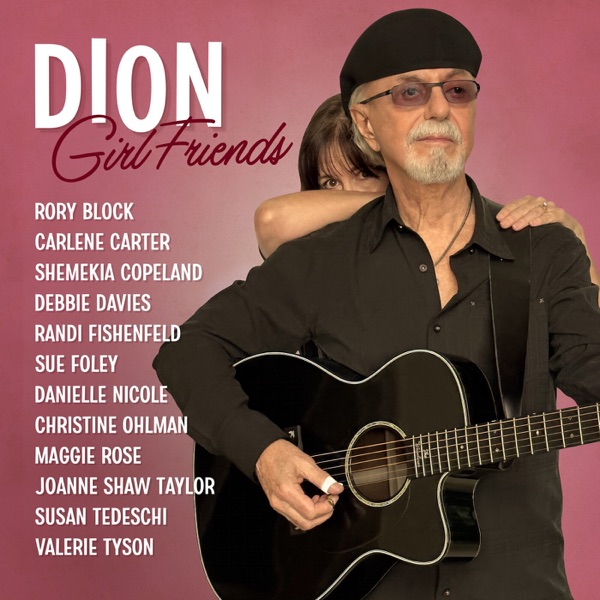 DION
Girl Friends
RORY BLOCK
CARLENE CARTER
SHEMEKIA COPELAND
DEBBIE DAVIES
RANDI FISHENFELD
SUE FOLEY
DANIELLE NICOLE
CHRISTINE OHLMAN
MAGGIE ROSE
JOANNE SHAW TAYLOR
SUSAN TEDESCHI
VALERIE TYSON